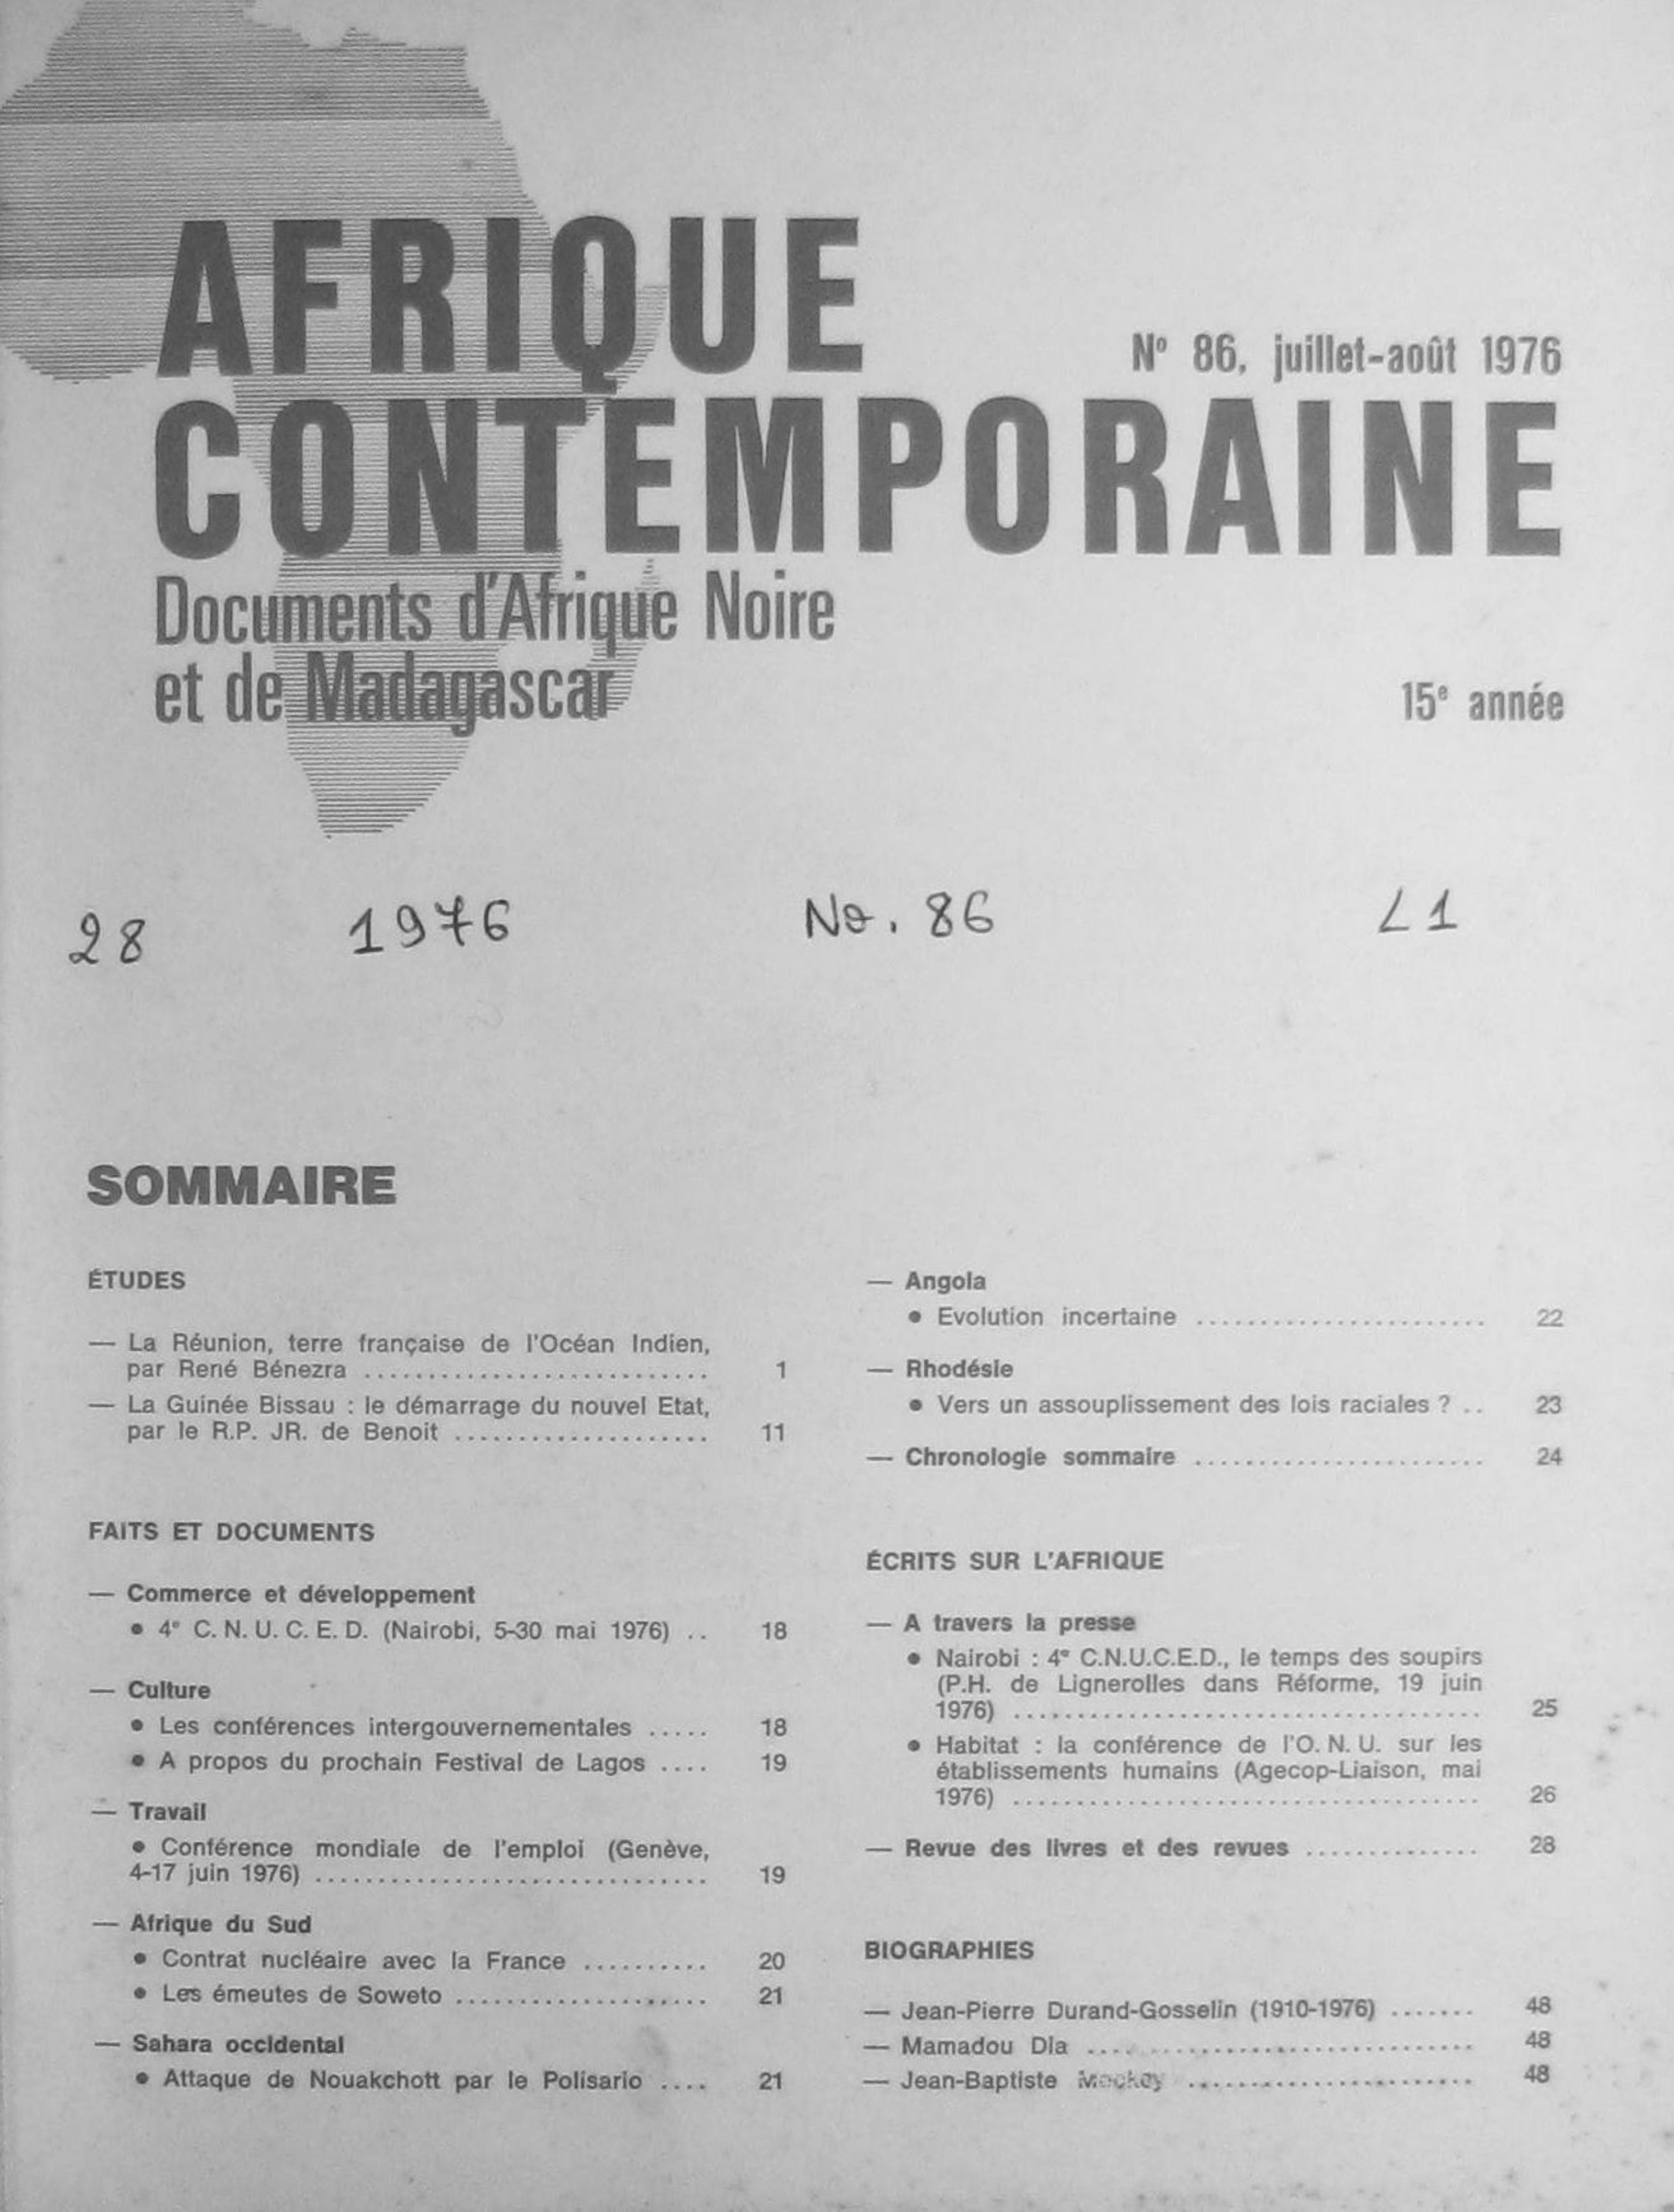 AFRIQUE
N° 86, juillet-août 1976
CONTEMPORAINE
Documents d'Afrique Noire
et de Madagascar
15e année
28 1976 No. 86 L1
SOMMAIRE
ÉTUDES
— La Réunion, terre française de l'Océan Indien,
par René Bénezra .......................... 1
— La Guinée Bissau : le démarrage du nouvel Etat,
par le R.P. JR. de Benoit .................... 11
FAITS ET DOCUMENTS
— Commerce et développement
• 4e C. N. U. C. E. D. (Nairobi, 5-30 mai 1976) .. 18
— Culture
• Les conférences intergouvernementales ..... 18
• A propos du prochain Festival de Lagos .... 19
— Travail
• Conférence mondiale de l'emploi (Genève,
4-17 juin 1976) ............................... 19
— Afrique du Sud
• Contrat nucléaire avec la France .......... 20
• Les émeutes de Soweto .................... 21
— Sahara occidental
• Attaque de Nouakchott par le Polisario .... 21
— Angola
• Evolution incertaine ....................... 22
— Rhodésie
• Vers un assouplissement des lois raciales ? .. 23
— Chronologie sommaire ....................... 24
ÉCRITS SUR L'AFRIQUE
— A travers la presse
• Nairobi : 4e C.N.U.C.E.D., le temps des soupirs
(P.H. de Lignerolles dans Réforme, 19 juin
1976) ..................................... 25
• Habitat : la conférence de l'O. N. U. sur les
établissements humains (Agecop-Liaison, mai
1976) ..................................... 26
— Revue des livres et des revues .............. 28
BIOGRAPHIES
— Jean-Pierre Durand-Gosselin (1910-1976) ....... 48
— Mamadou Dia .............................. 48
— Jean-Baptiste Mockey ....................... 48